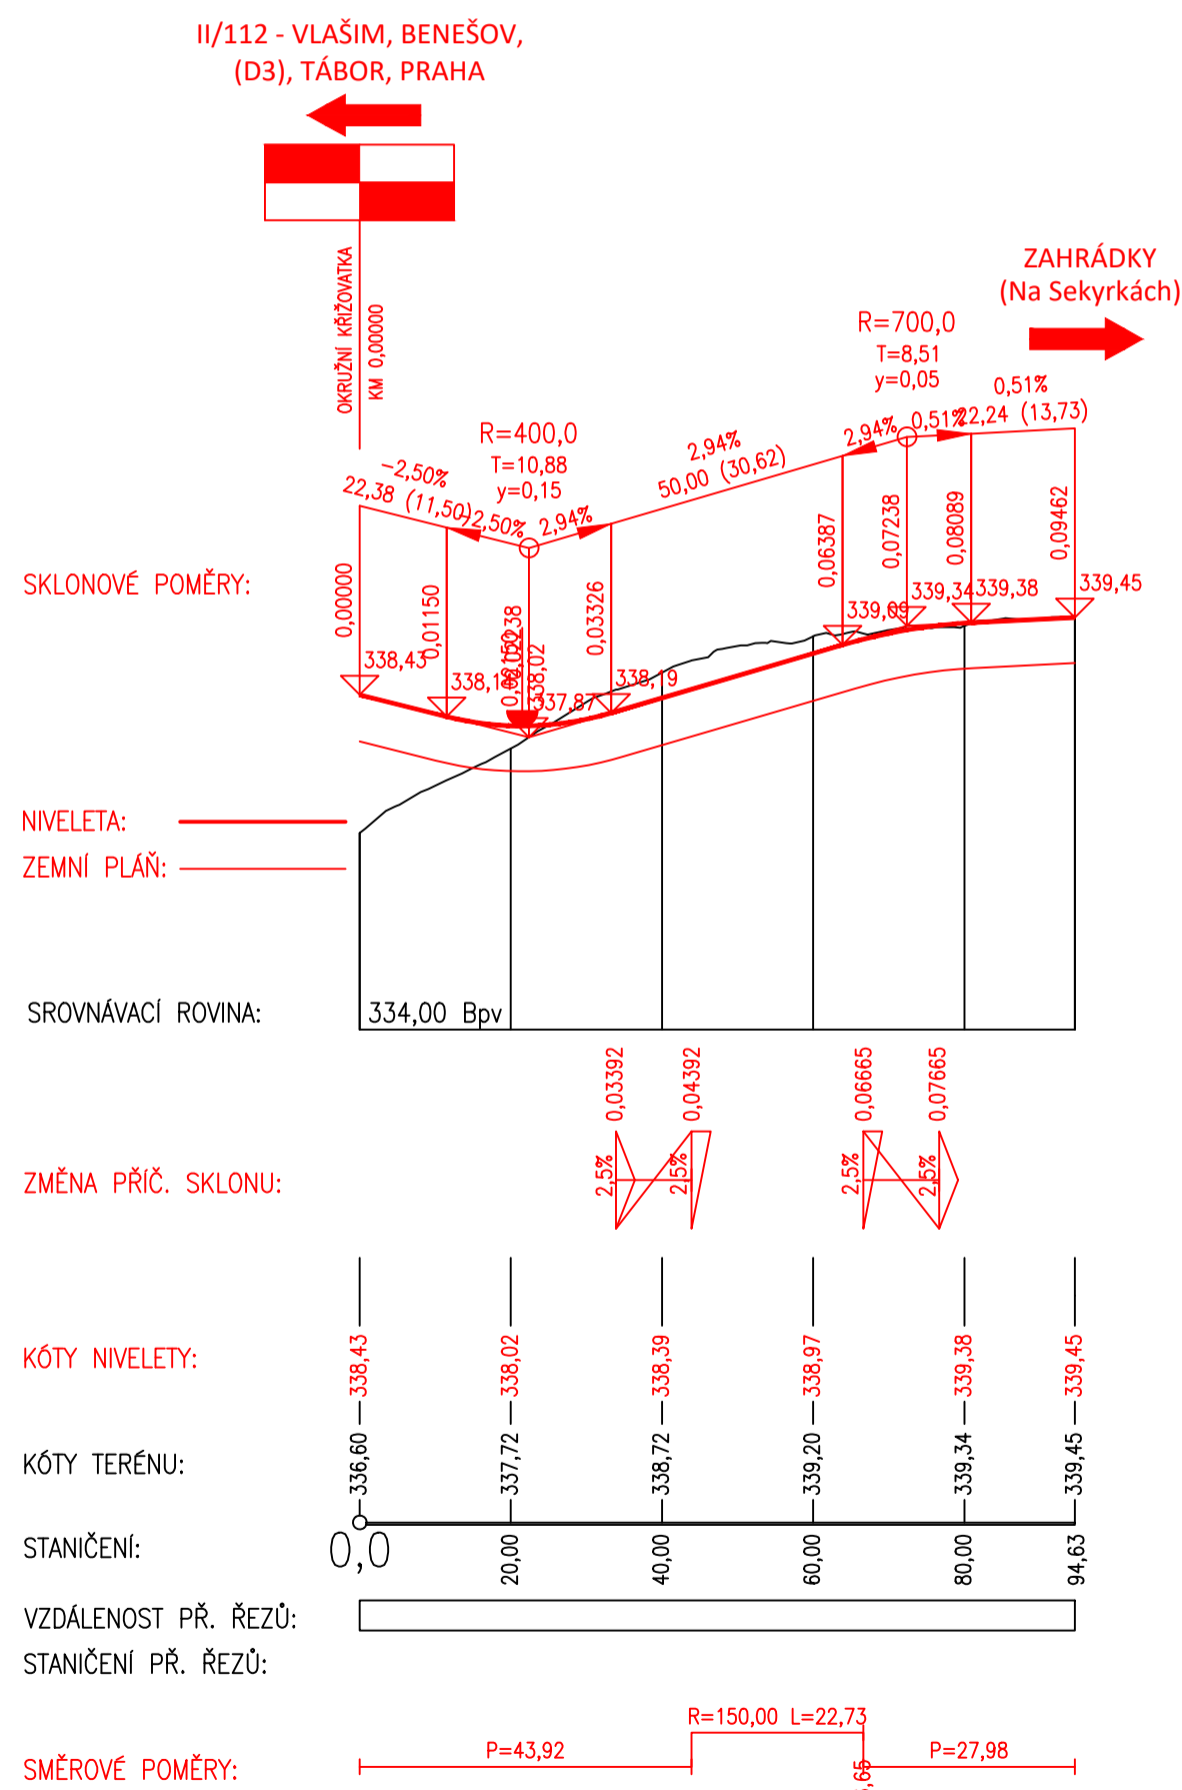 II/112 - VLAŠIM, BENEŠOV,
(D3), TÁBOR, PRAHA
OKRUŽNÍ KŘIŽOVATKA
KM 0,00000
ZAHRÁDKY
(Na Sekyrkách)
R=700,0
T=8,51
y=0,05
0,51%
22,24 (13,73)
2,94%
0,51%
R=400,0
T=10,88
y=0,15
2,94%
50,00 (30,62)
-2,50%
22,38 (11,50)
-2,50%
2,94%
SKLONOVÉ POMĚRY:
0,00000
0,01150
0,02238
0,03326
0,06387
0,07238
0,08089
0,09462
338,43
338,02
337,87
338,19
339,09
339,34
339,38
339,45
NIVELETA:
ZEMNÍ PLÁŇ:
SROVNÁVACÍ ROVINA:
334,00 Bpv
ZMĚNA PŘÍČ. SKLONU:
0,03392
0,04392
0,06665
0,07665
2,5%
2,5%
2,5%
2,5%
KÓTY NIVELETY:
338,43
338,02
338,39
338,97
339,38
339,45
KÓTY TERÉNU:
336,60
337,72
338,72
339,20
339,34
339,45
STANIČENÍ:
0,0
20,00
40,00
60,00
80,00
94,63
VZDÁLENOST PŘ. ŘEZŮ:
STANIČENÍ PŘ. ŘEZŮ:
SMĚROVÉ POMĚRY:
P=43,92
R=150,00 L=22,73
P=27,98